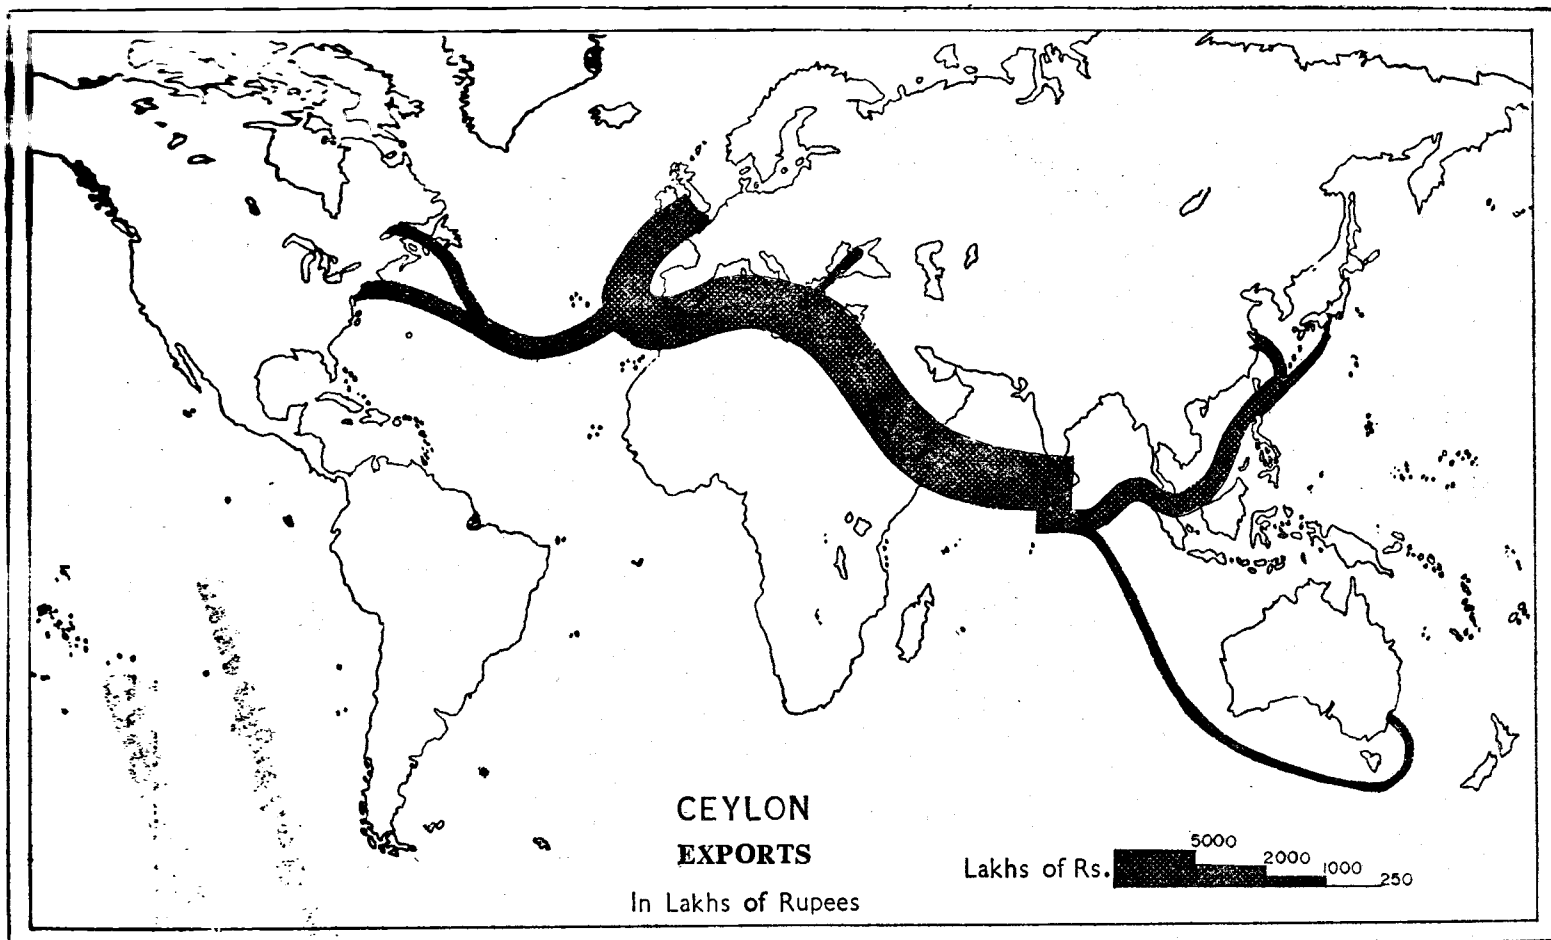 CEYLON
EXPORTS
In Lakhs of Rupees
Lakhs of Rs.
5000
2000
1000
250